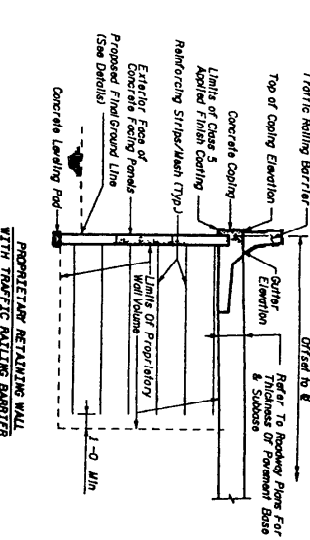 Traffic Railing Barrier
Top of Coping Elevation
Concrete Coping
Limits of Class 5
Applied Finish Coating
Reinforcing Strips/Mesh (Typ.)
Exterior Face of
Concrete Facing Panels
Proposed Final Ground Line
(See Details)
Concrete Leveling Pad
Offset to ℄
Gutter
Elevation
Refer To Roadway Plans For
Thickness Of Pavement Base
& Subbase
Limits Of Proprietary
Wall Volume
1'-0 Min
PROPRIETARY RETAINING WALL
WITH TRAFFIC RAILING BARRIER